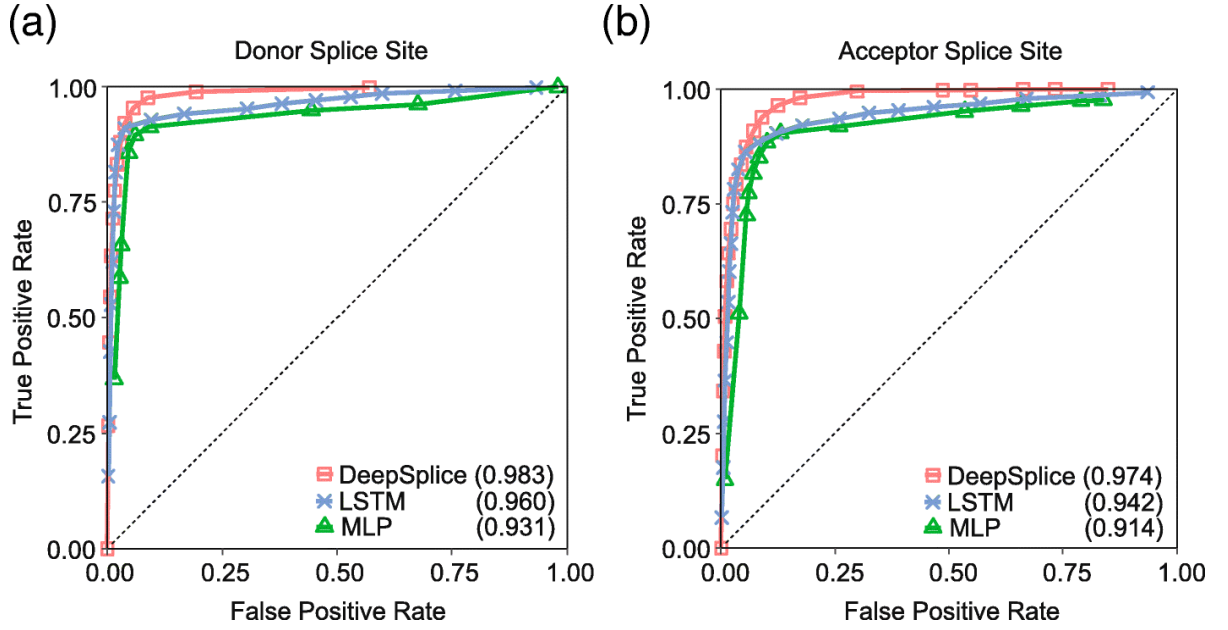 (a)
Donor Splice Site
1.00
0.75
0.50
0.25
0.00
True Positive Rate
DeepSplice (0.983)
LSTM (0.960)
MLP (0.931)
0.00 0.25 0.50 0.75 1.00
False Positive Rate
(b)
Acceptor Splice Site
1.00
0.75
0.50
0.25
0.00
True Positive Rate
DeepSplice (0.974)
LSTM (0.942)
MLP (0.914)
0.00 0.25 0.50 0.75 1.00
False Positive Rate